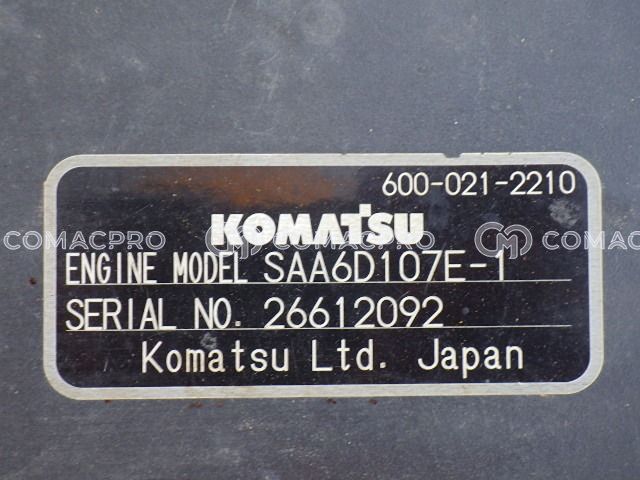 600-021-2210
KOMATSU
COMACPRO COMACPRO COMACPRO
ENGINE MODEL SAA6D107E-1
SERIAL NO. 26612092
Komatsu Ltd. Japan